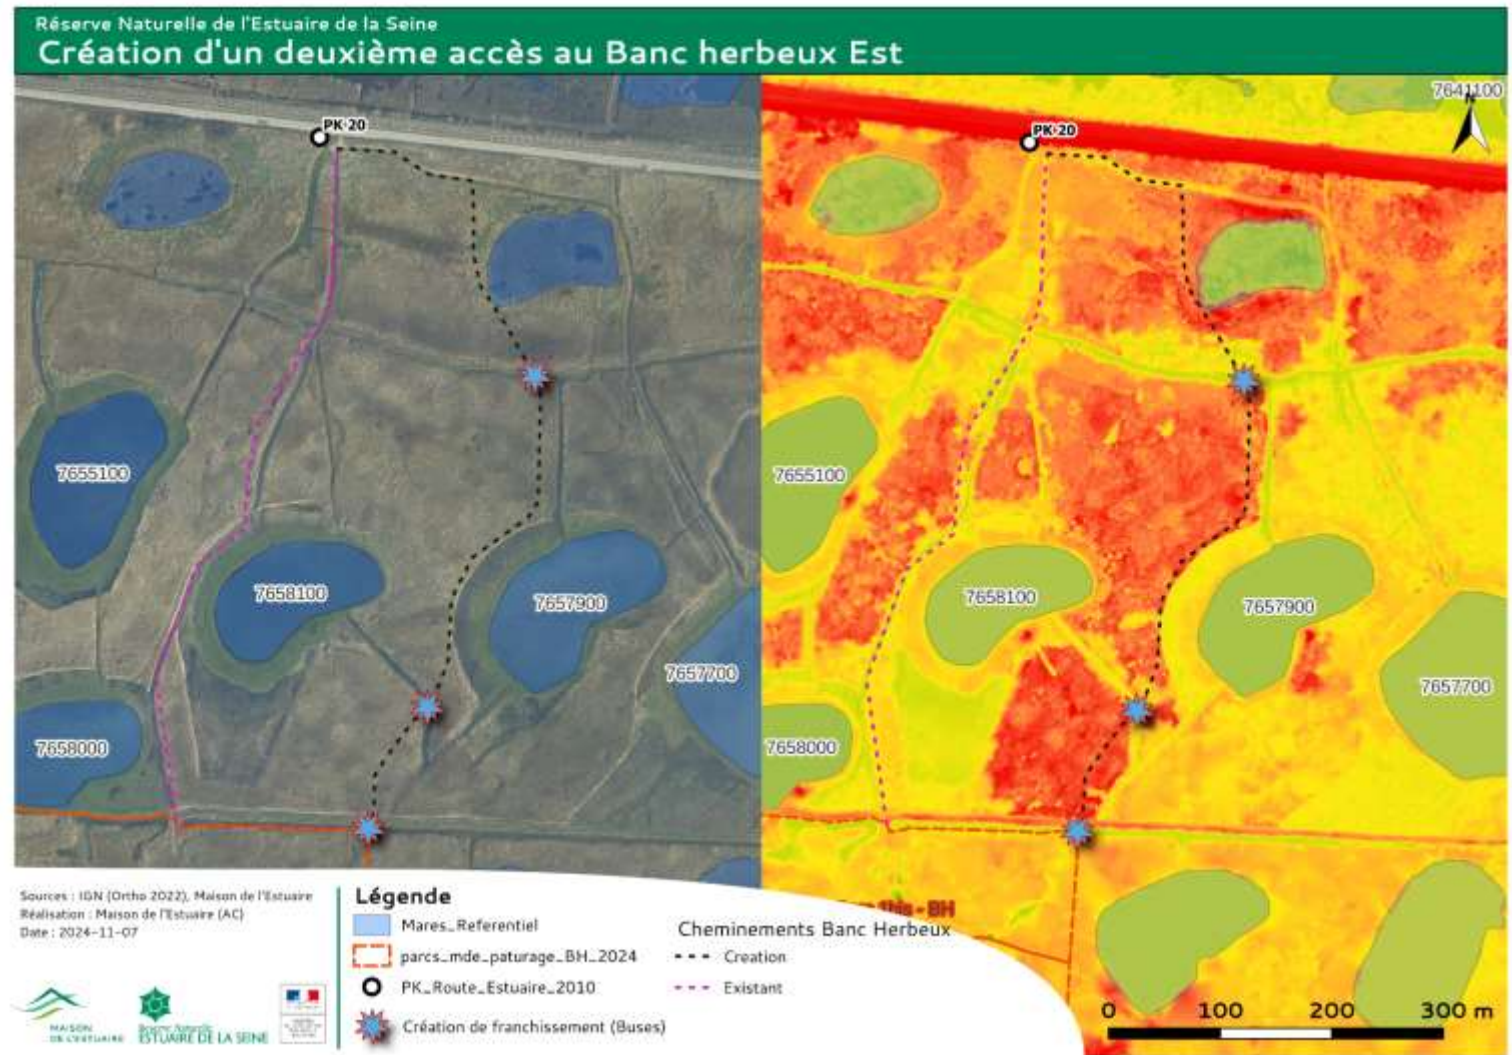 Réserve Naturelle de l'Estuaire de la Seine
Création d'un deuxième accès au Banc herbeux Est
7641100
N
PK 20
PK 20
7655100
7655100
7658100
7658100
7657900
7657900
7657700
7657700
7658000
7658000
Sources : IGN (Ortho 2022), Maison de l'Estuaire
Réalisation : Maison de l'Estuaire (AC)
Date : 2024-11-07
MAISON
DE L'ESTUAIRE
Réserve Naturelle
ESTUAIRE DE LA SEINE
Légende
Mares_Referentiel
parcs_mde_paturage_BH_2024
PK_Route_Estuaire_2010
Création de franchissement (Buses)
Cheminements Banc Herbeux
Creation
Existant
-BH
0 100 200 300 m